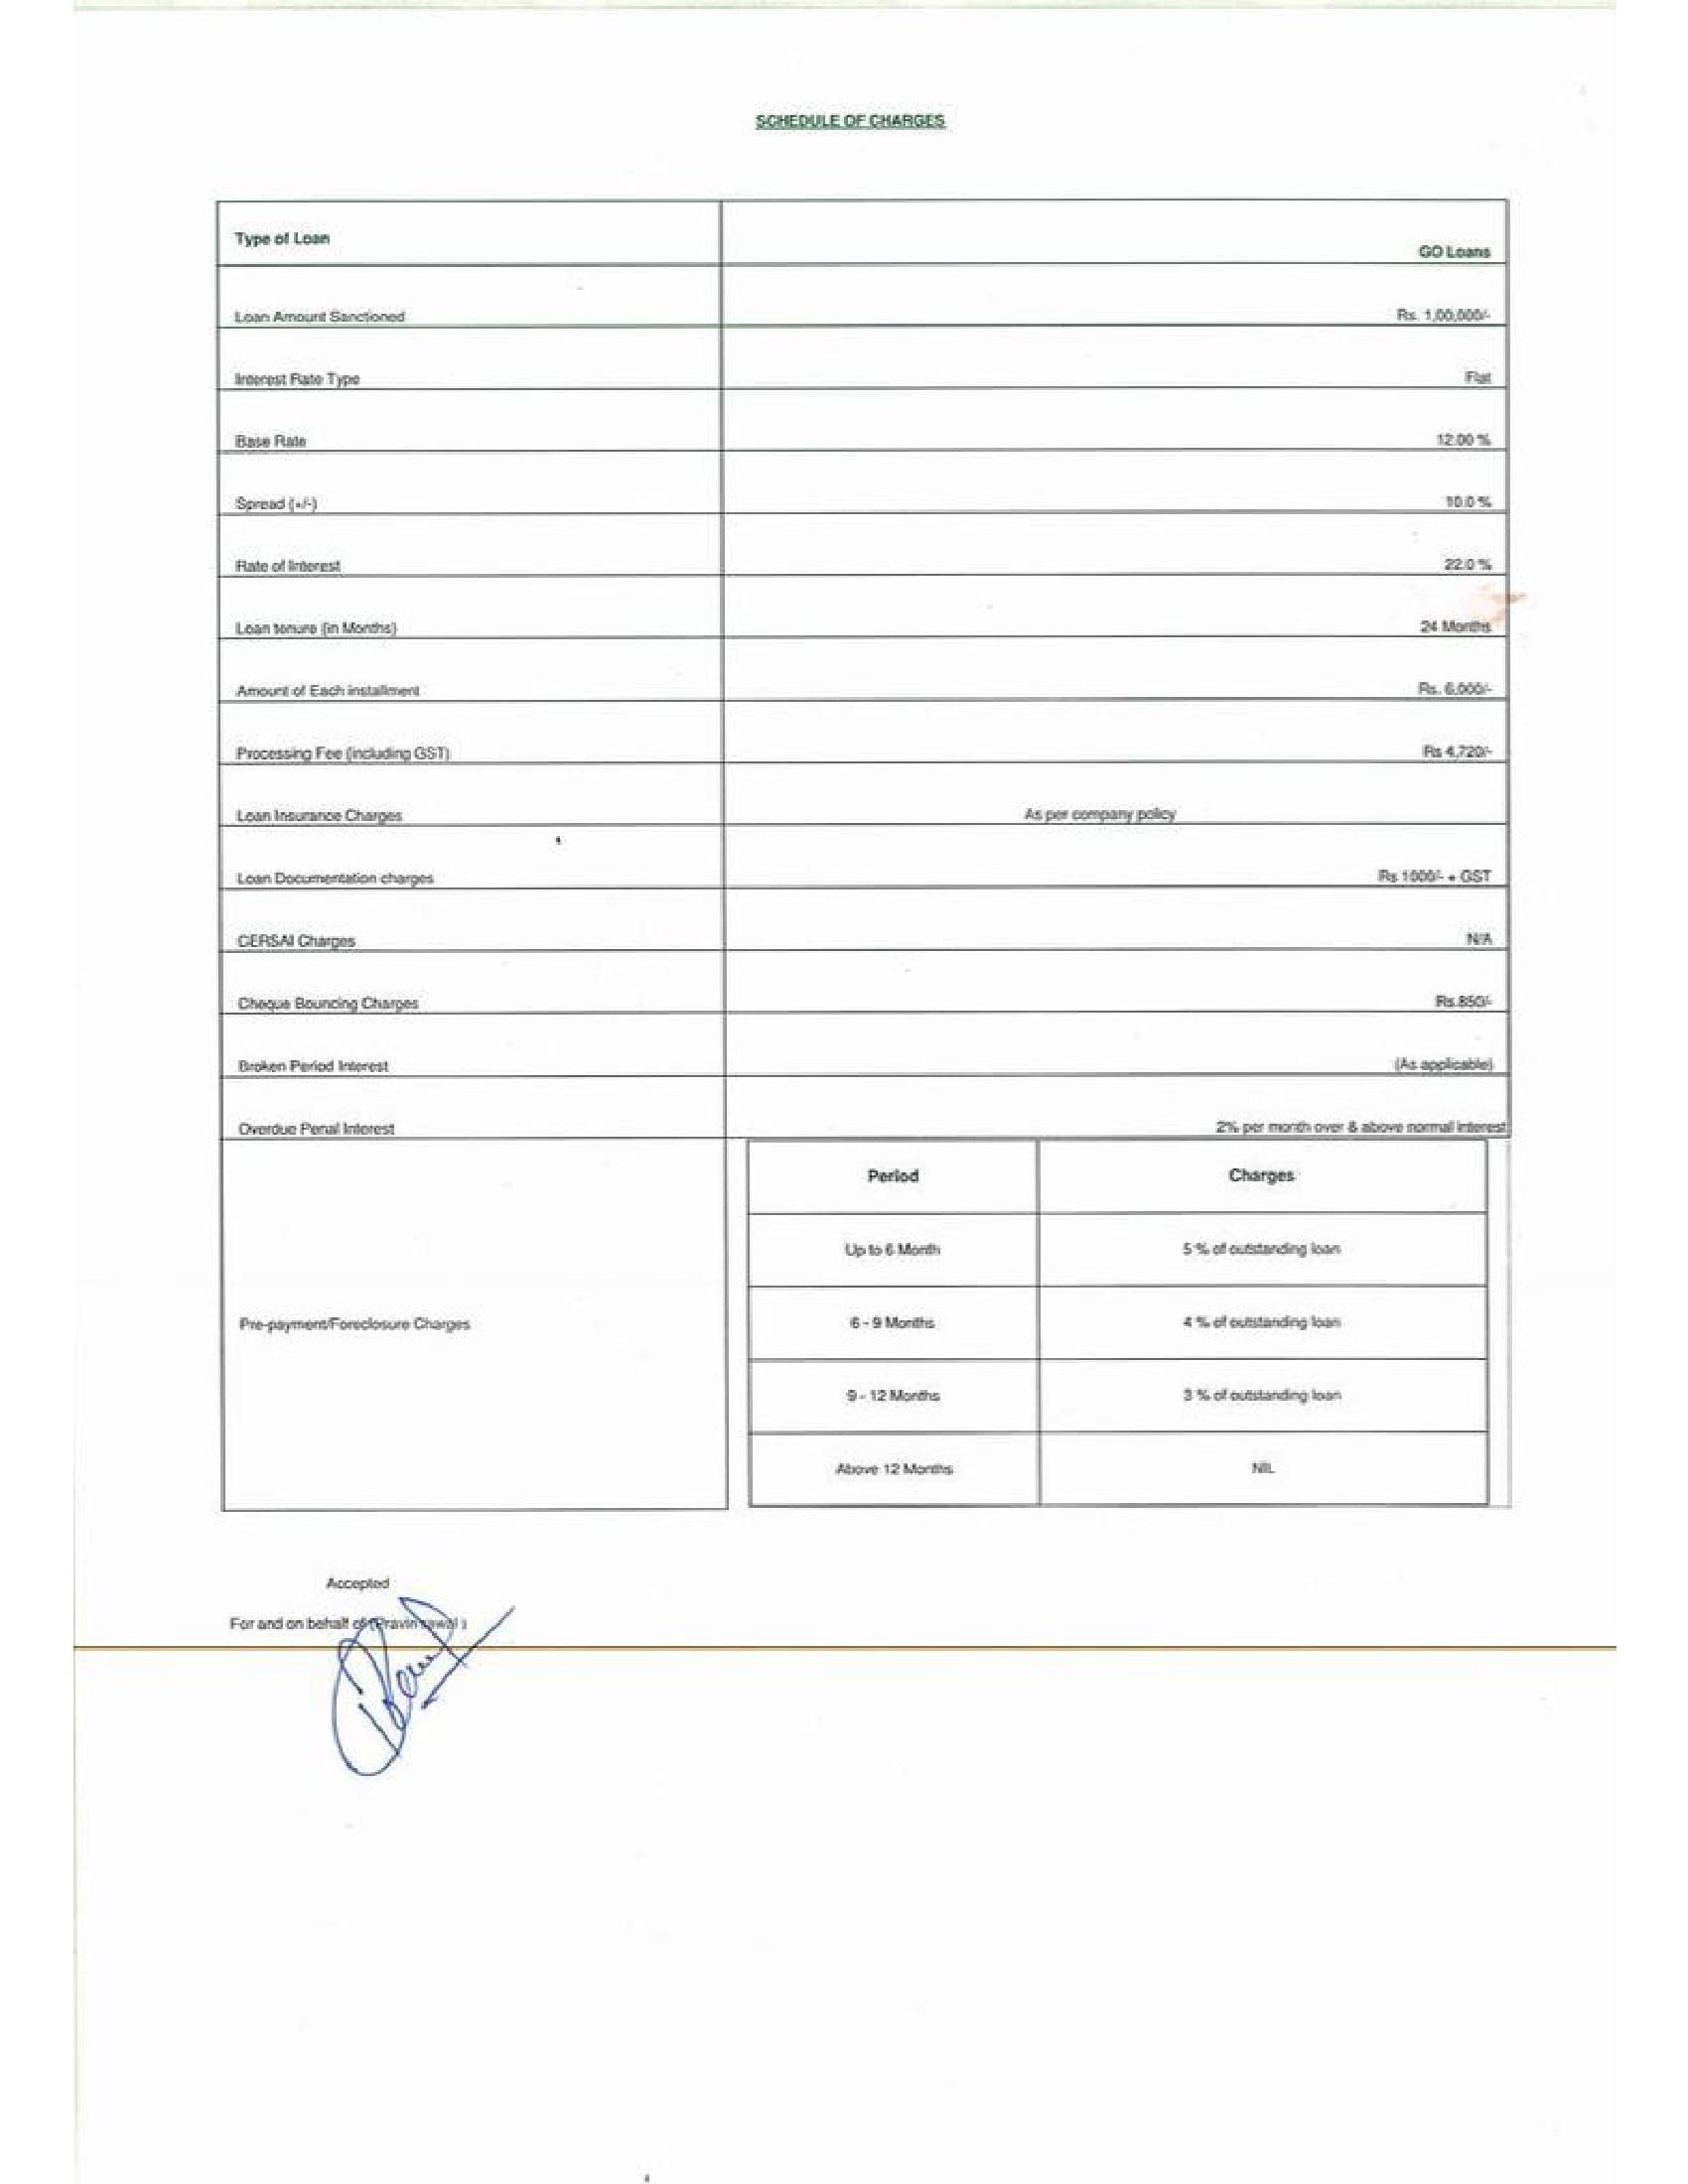 SCHEDULE OF CHARGES
Type of Loan GO Loans
Loan Amount Sanctioned Rs. 1,00,000/-
Interest Rate Type Flat
Base Rate 12.00 %
Spread (+/-) 10.0 %
Rate of Interest 22.0 %
Loan tenure (in Months) 24 Months
Amount of Each installment Rs. 6,000/-
Processing Fee (including GST) Rs 4,720/-
Loan Insurance Charges As per company policy
Loan Documentation charges Rs 1000/- + GST
CERSAI Charges N/A
Cheque Bouncing Charges Rs.850/-
Broken Period Interest (As applicable)
Overdue Penal Interest 2% per month over & above normal interest
Period Charges
Up to 6 Month 5 % of outstanding loan
Pre-payment/Foreclosure Charges 6 - 9 Months 4 % of outstanding loan
9 - 12 Months 3 % of outstanding loan
Above 12 Months NIL
Accepted
For and on behalf of (Pravin